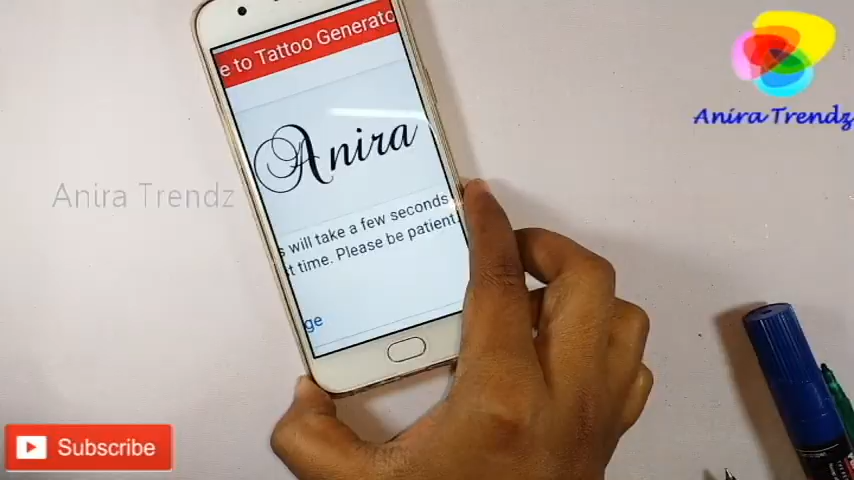 e to Tattoo Generato
Anira
s will take a few seconds
t time. Please be patient.
ge
Anira Trendz
Anira Trendz
Subscribe